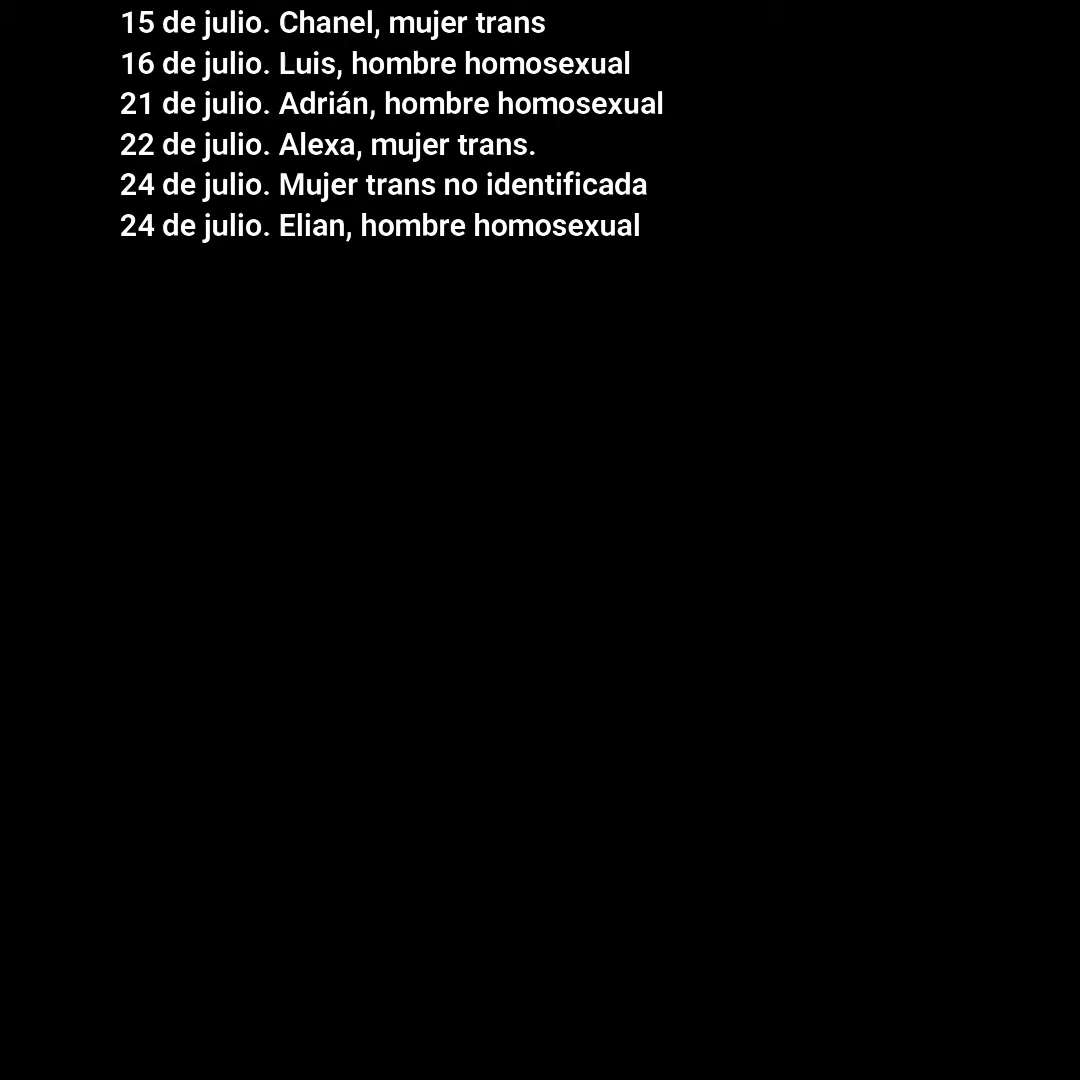 15 de julio. Chanel, mujer trans
16 de julio. Luis, hombre homosexual
21 de julio. Adrián, hombre homosexual
22 de julio. Alexa, mujer trans.
24 de julio. Mujer trans no identificada
24 de julio. Elian, hombre homosexual